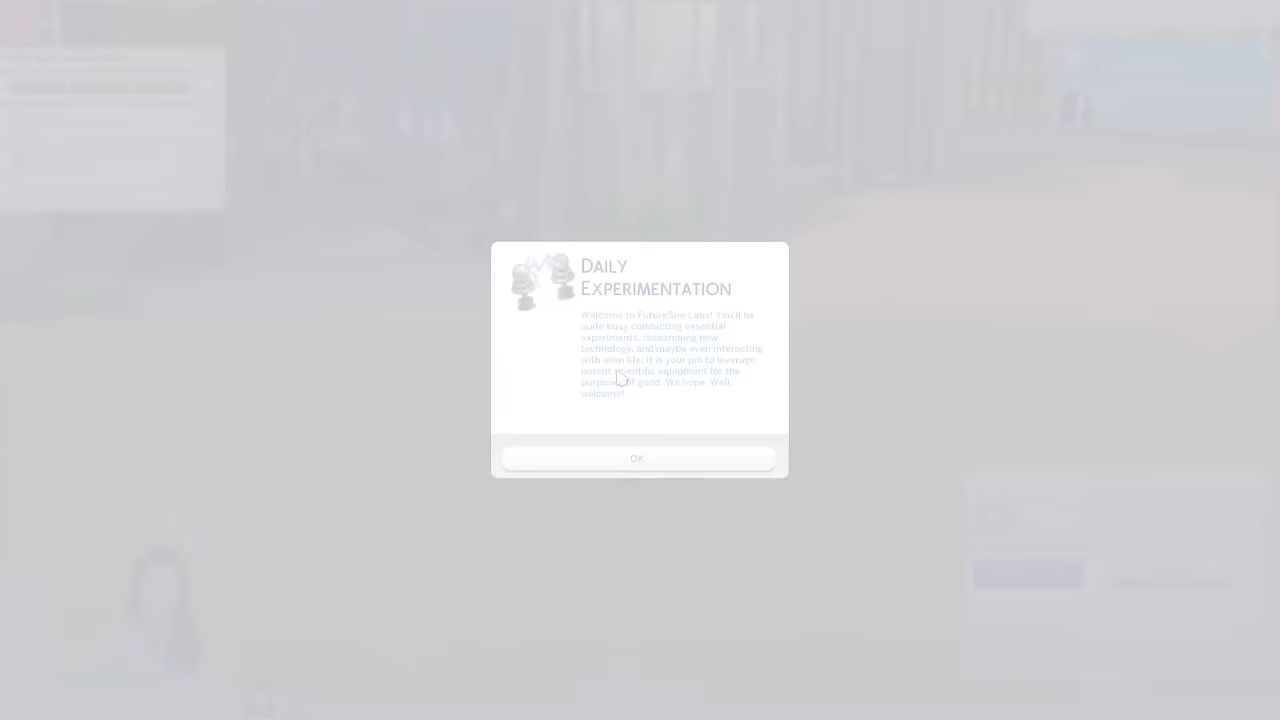 DAILY
EXPERIMENTATION
Welcome to FutureSim Labs! You'll be
quite busy conducting essential
experiments, researching new
technology, and maybe even interacting
with alien life. It is your job to leverage
potent scientific equipment for the
purposes of good. We hope. Well,
welcome!
OK